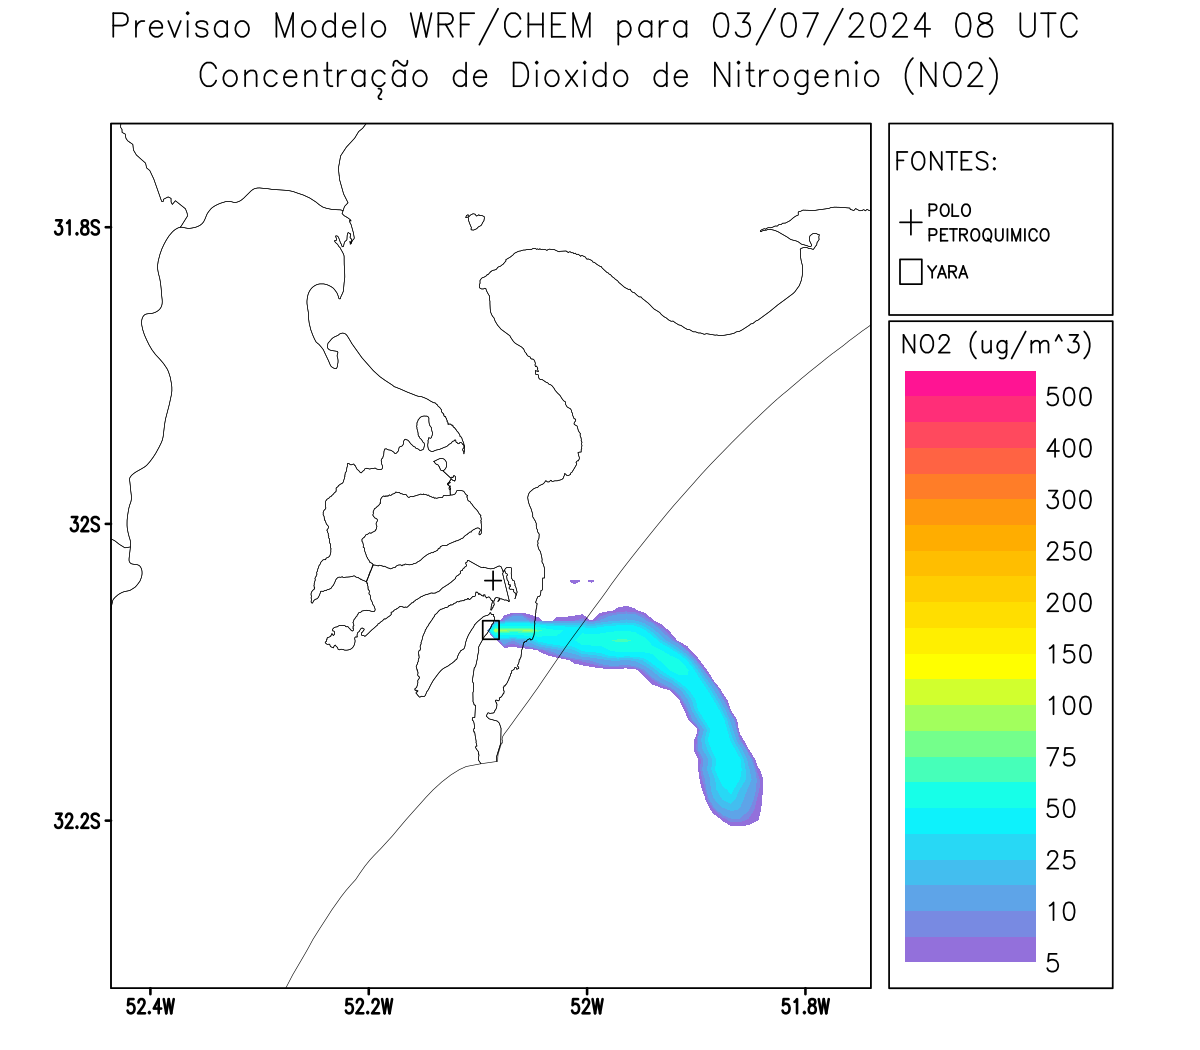 Previsao Modelo WRF/CHEM para 03/07/2024 08 UTC
Concentração de Dioxido de Nitrogenio (NO2)
FONTES:
POLO
PETROQUIMICO
YARA
31.8S
32S
32.2S
52.4W
52.2W
52W
51.8W
NO2 (ug/m^3)
500
400
300
250
200
150
100
75
50
25
10
5